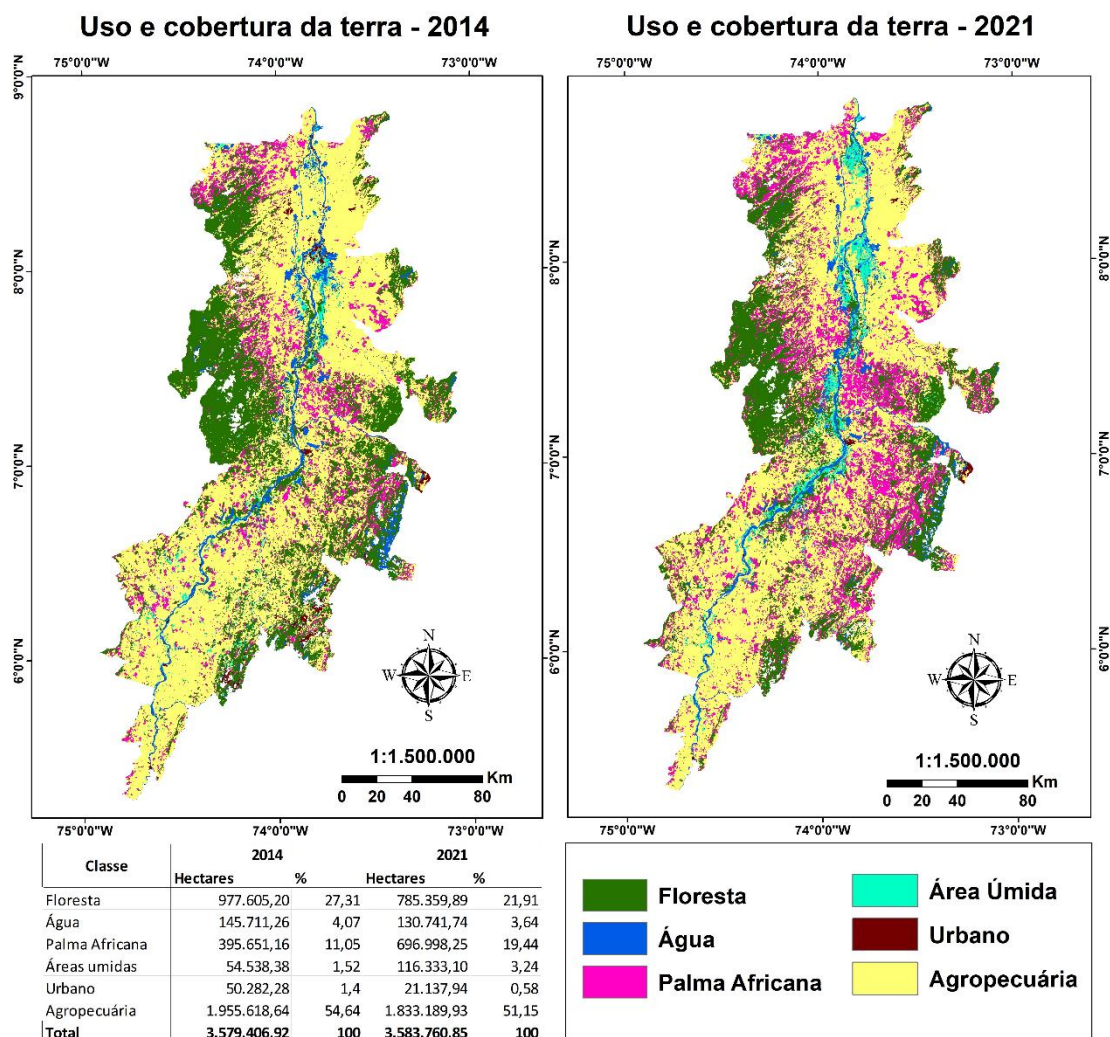 Uso e cobertura da terra - 2014
Uso e cobertura da terra - 2021
75°0'0"W 74°0'0"W 73°0'0"W
75°0'0"W 74°0'0"W 73°0'0"W
9°0'0"N
8°0'0"N
7°0'0"N
6°0'0"N
8°0'0"N
7°0'0"N
6°0'0"N
N
W E
S
1:1.500.000
Km
0 20 40 80
N
W E
S
1:1.500.000
Km
0 20 40 80
75°0'0"W 74°0'0"W 73°0'0"W
75°0'0"W 74°0'0"W 73°0'0"W
Classe 2014 2021
Hectares % Hectares %
Floresta 977.605,20 27,31 785.359,89 21,91
Água 145.711,26 4,07 130.741,74 3,64
Palma Africana 395.651,16 11,05 696.998,25 19,44
Áreas umidas 54.538,38 1,52 116.333,10 3,24
Urbano 50.282,28 1,4 21.137,94 0,58
Agropecuária 1.955.618,64 54,64 1.833.189,93 51,15
Total 3.579.406,92 100 3.583.760,85 100
Floresta
Água
Palma Africana
Área Úmida
Urbano
Agropecuária